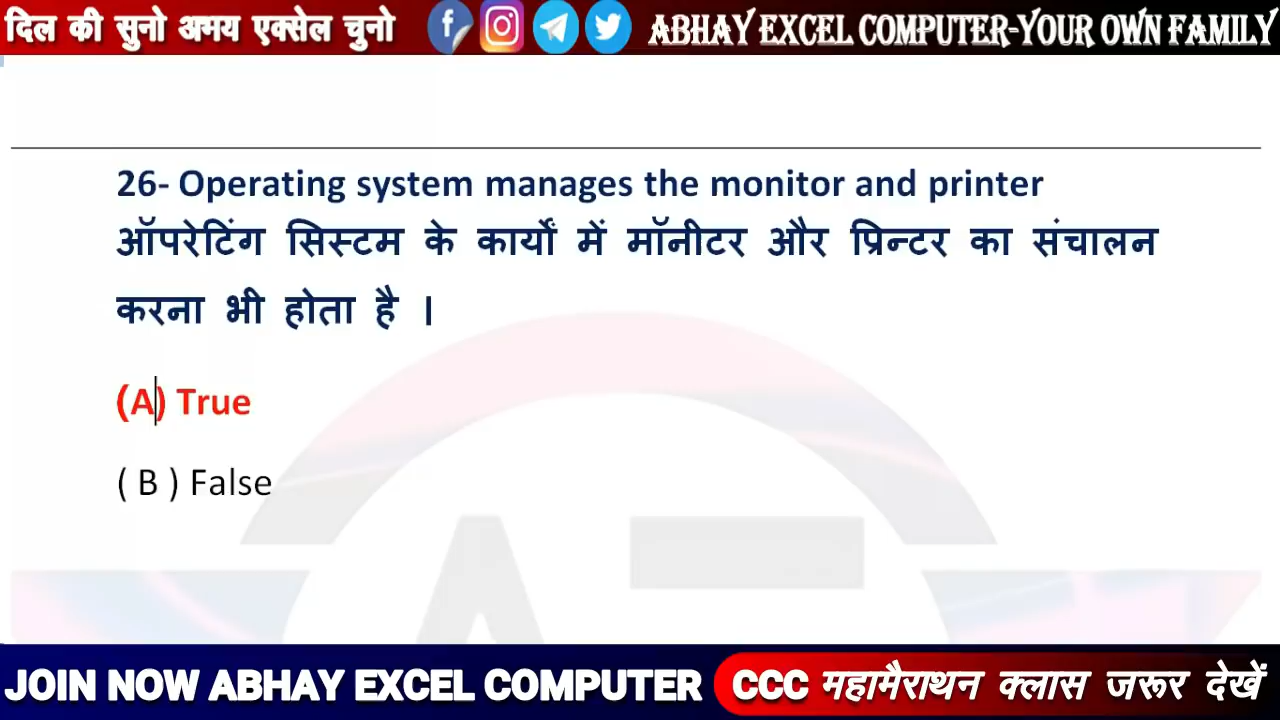 दिल की सुनो अभय एक्सेल चुनो ABHAY EXCEL COMPUTER-YOUR OWN FAMILY
26- Operating system manages the monitor and printer
ऑपरेटिंग सिस्टम के कार्यों में मॉनीटर और प्रिन्टर का संचालन
करना भी होता है ।
(A) True
( B ) False
JOIN NOW ABHAY EXCEL COMPUTER CCC महामैराथन क्लास जरूर देखें